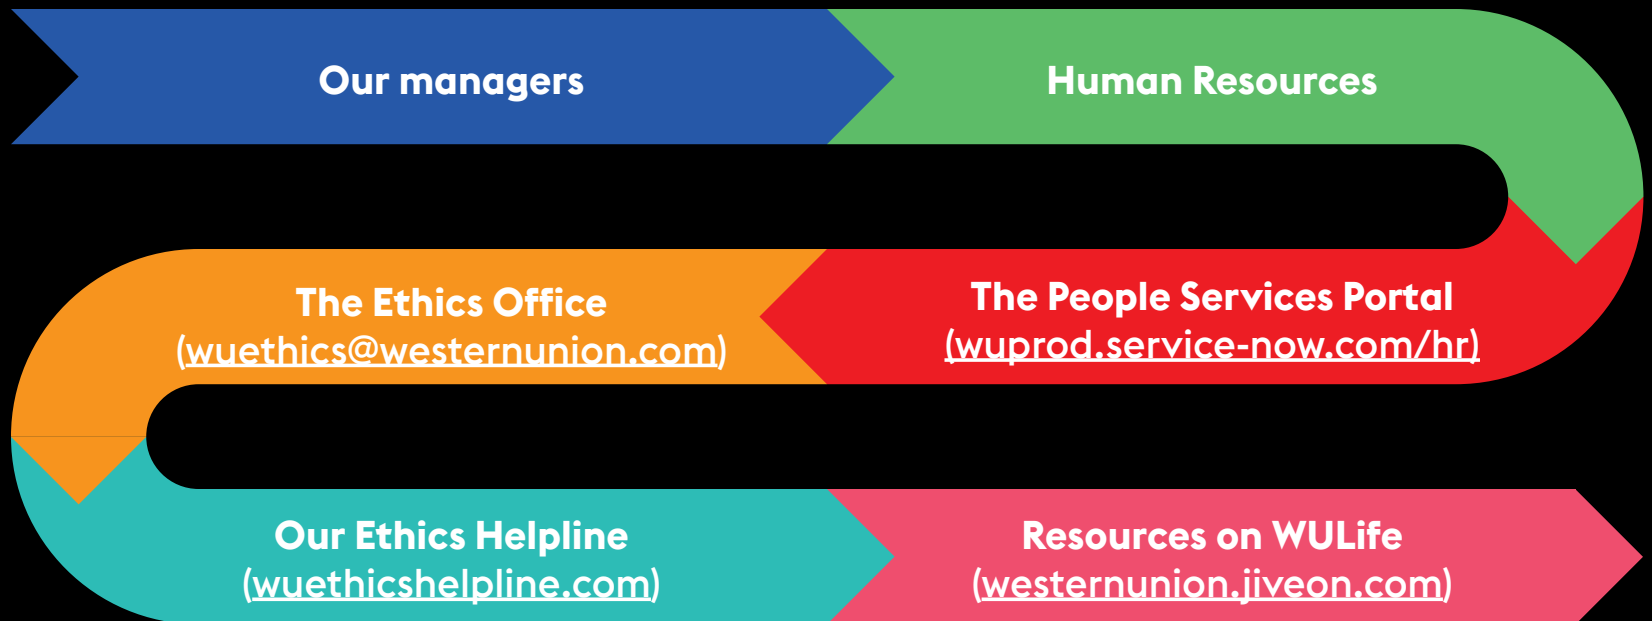 Our managers
Human Resources
The People Services Portal
(wuprod.service-now.com/hr)
The Ethics Office
(wuethics@westernunion.com)
Our Ethics Helpline
(wuethicshelpline.com)
Resources on WULife
(westernunion.jiveon.com)